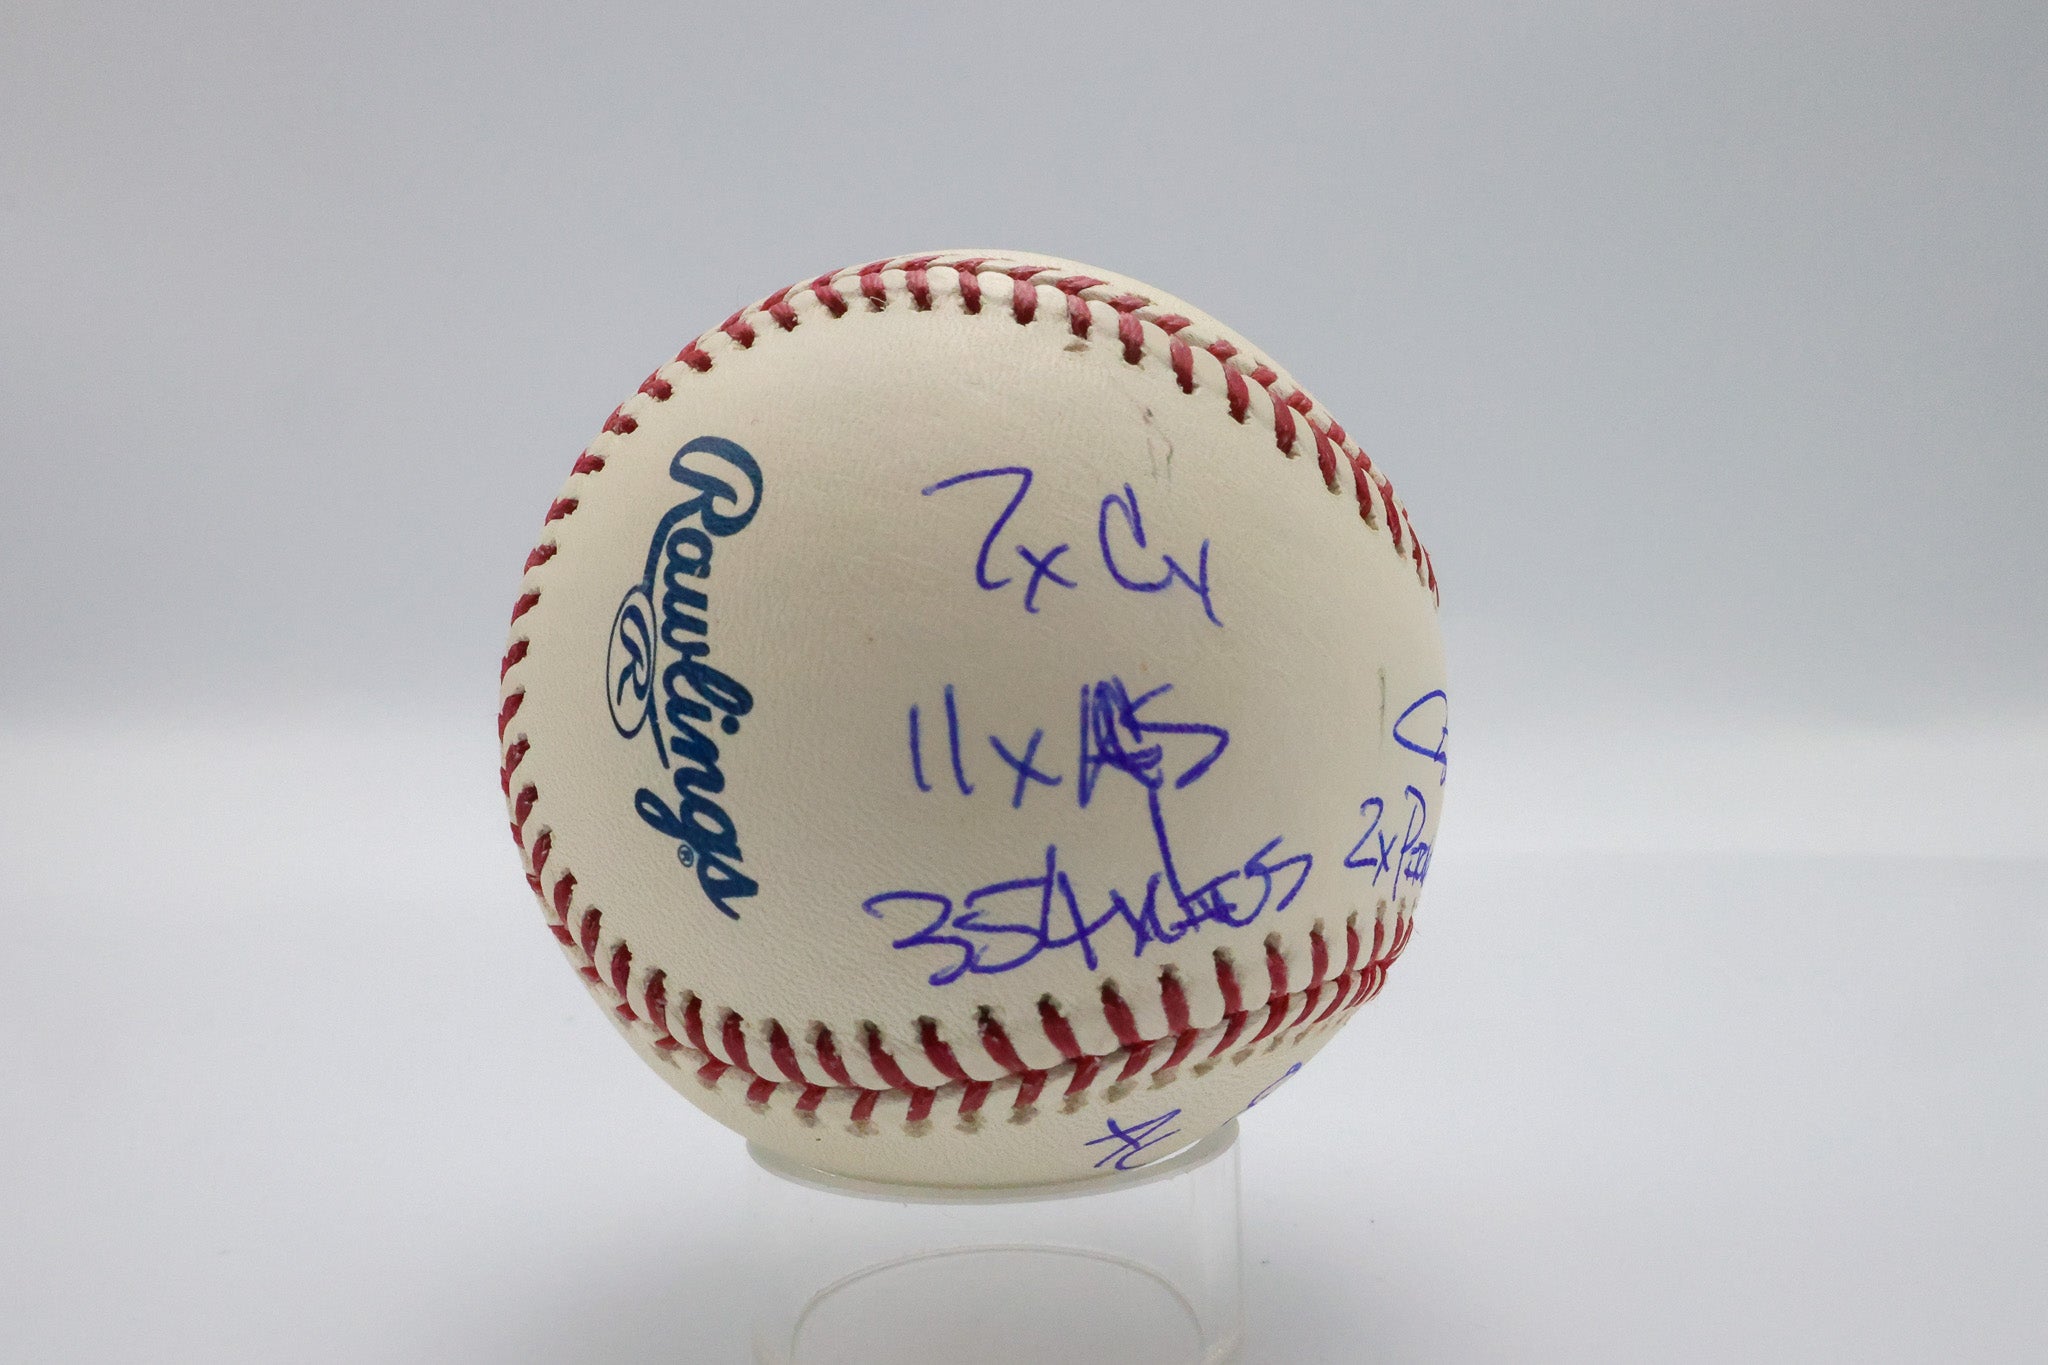 Rawlings ®
R
7x Cy
11x AS
354 Wins
2x